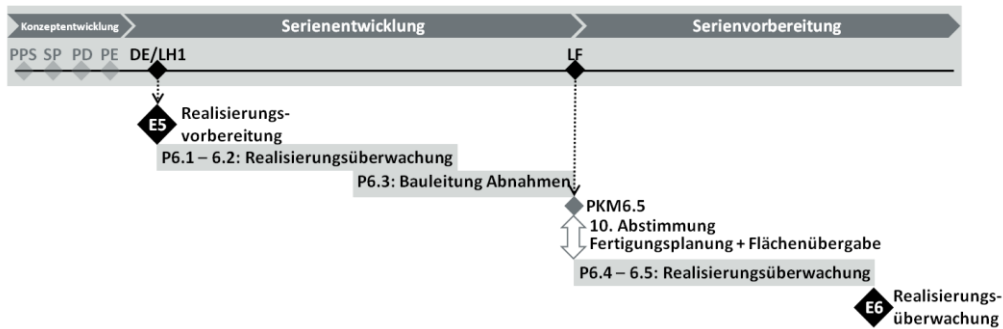 Konzeptentwicklung Serienentwicklung Serienvorbereitung
PPS SP PD PE DE/LH1 LF
E5 Realisierungs-
vorbereitung
P6.1 – 6.2: Realisierungsüberwachung
P6.3: Bauleitung Abnahmen
PKM6.5
10. Abstimmung
Fertigungsplanung + Flächenübergabe
P6.4 – 6.5: Realisierungsüberwachung
E6 Realisierungs-
überwachung